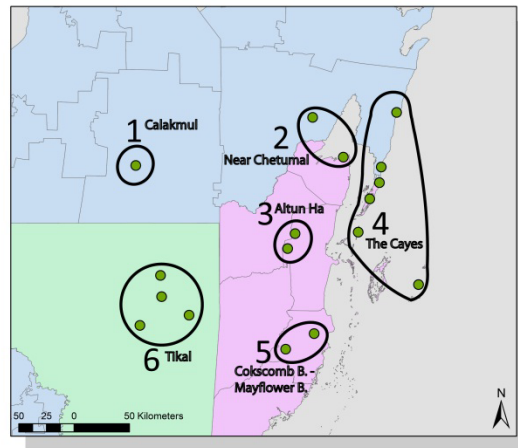 1 Calakmul
2
Near Chetumal
3 Altun Ha
4
The Cayes
5
Cokscomb B. -
Mayflower B.
6 Tikal
50 25 0 50 Kilometers
N